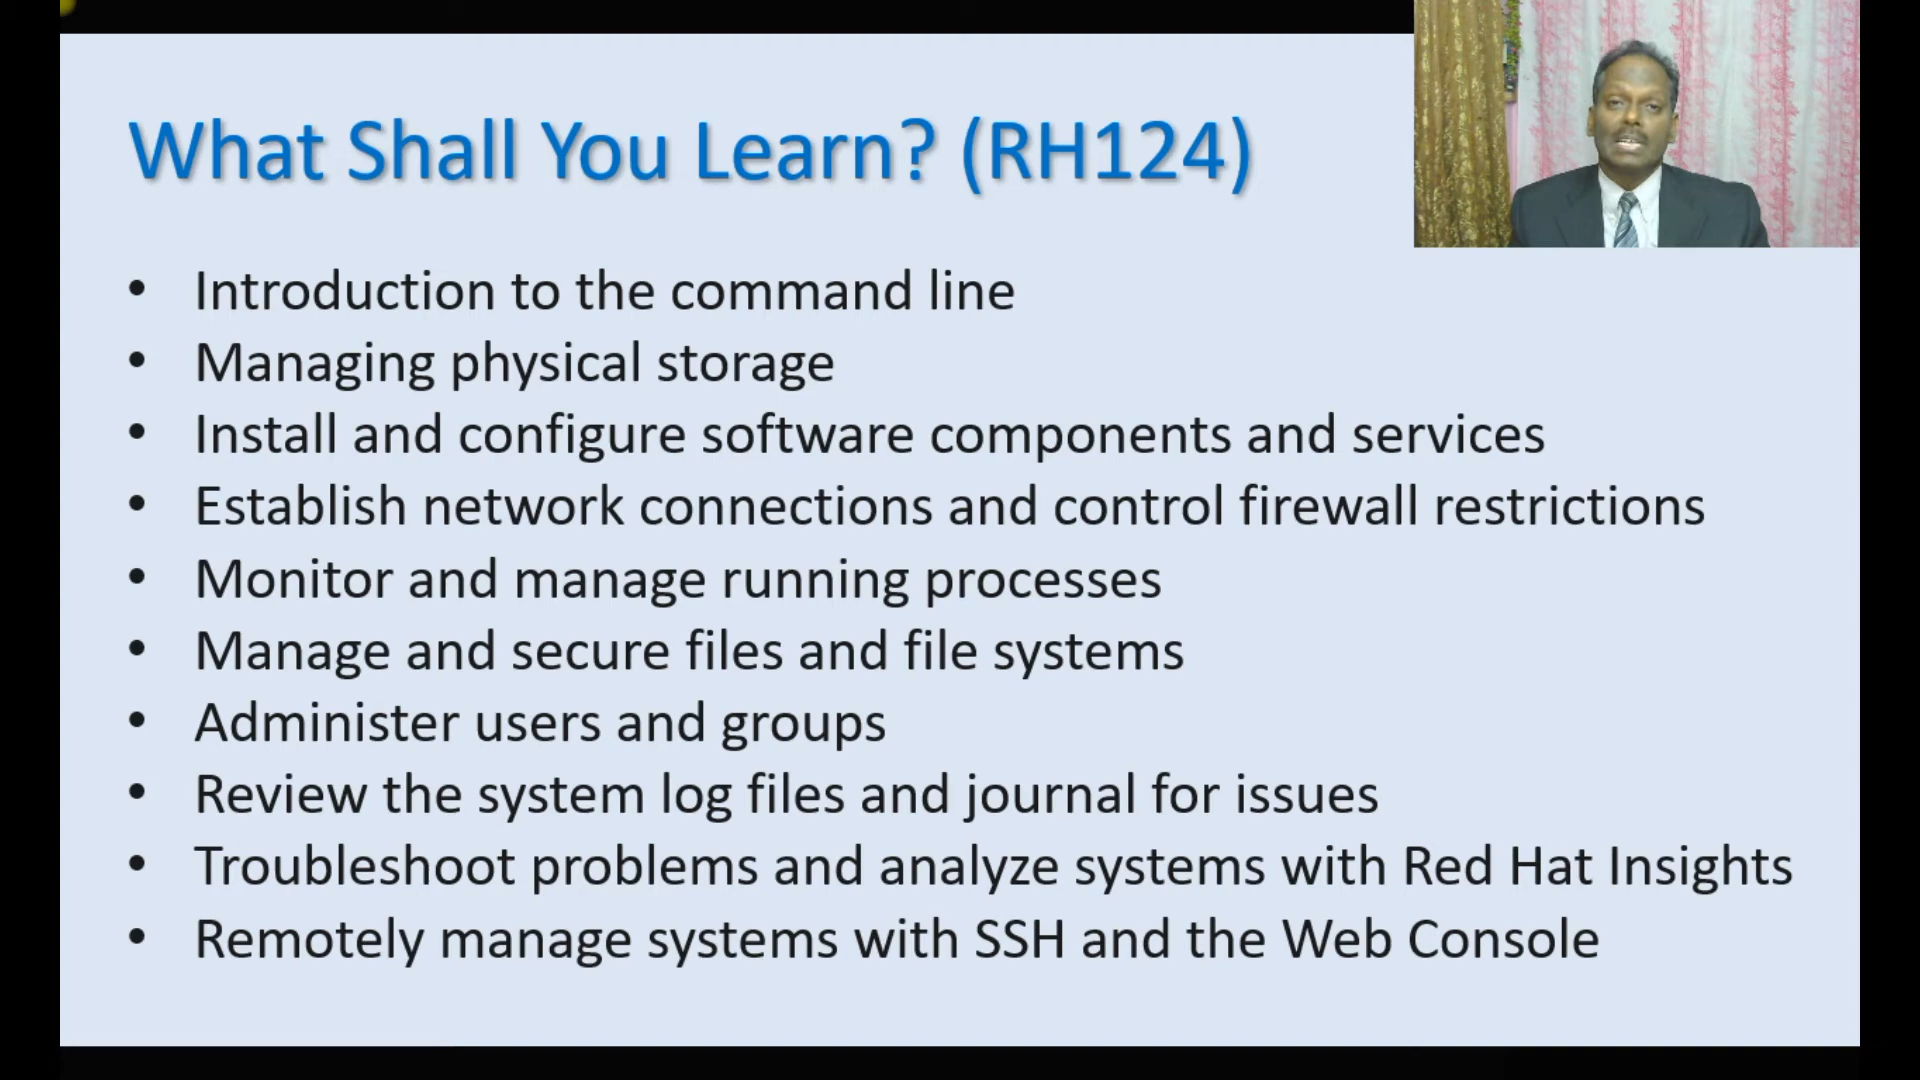 What Shall You Learn? (RH124)
• Introduction to the command line
• Managing physical storage
• Install and configure software components and services
• Establish network connections and control firewall restrictions
• Monitor and manage running processes
• Manage and secure files and file systems
• Administer users and groups
• Review the system log files and journal for issues
• Troubleshoot problems and analyze systems with Red Hat Insights
• Remotely manage systems with SSH and the Web Console